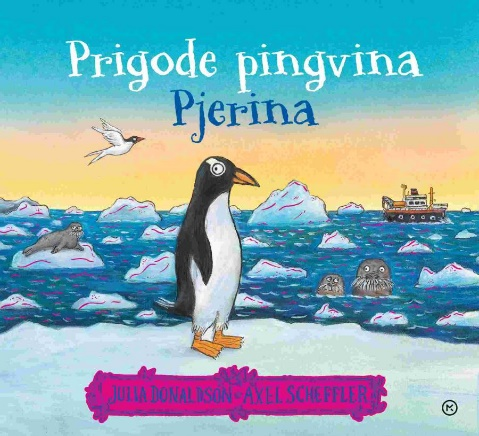 Prigode pingvina
Pjerina
JULIA DONALDSON AXEL SCHEFFLER
M